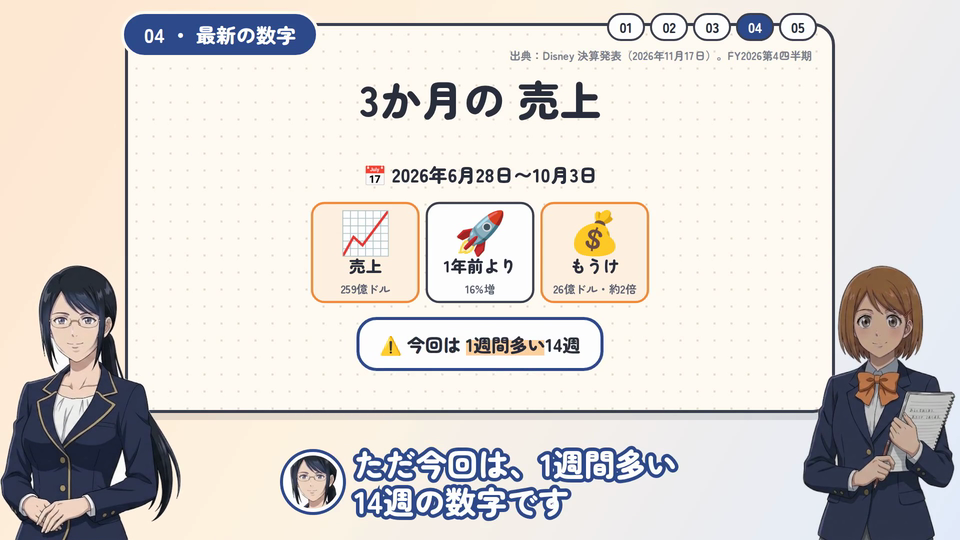 04 ・ 最新の数字
01 02 03 04 05
出典：Disney 決算発表（2026年11月17日）。FY2026第4四半期
3か月の 売上
July 17 2026年6月28日〜10月3日
売上
259億ドル
1年前より
16%増
もうけ
26億ドル・約2倍
今回は 1週間多い14週
ただ今回は、1週間多い
14週の数字です